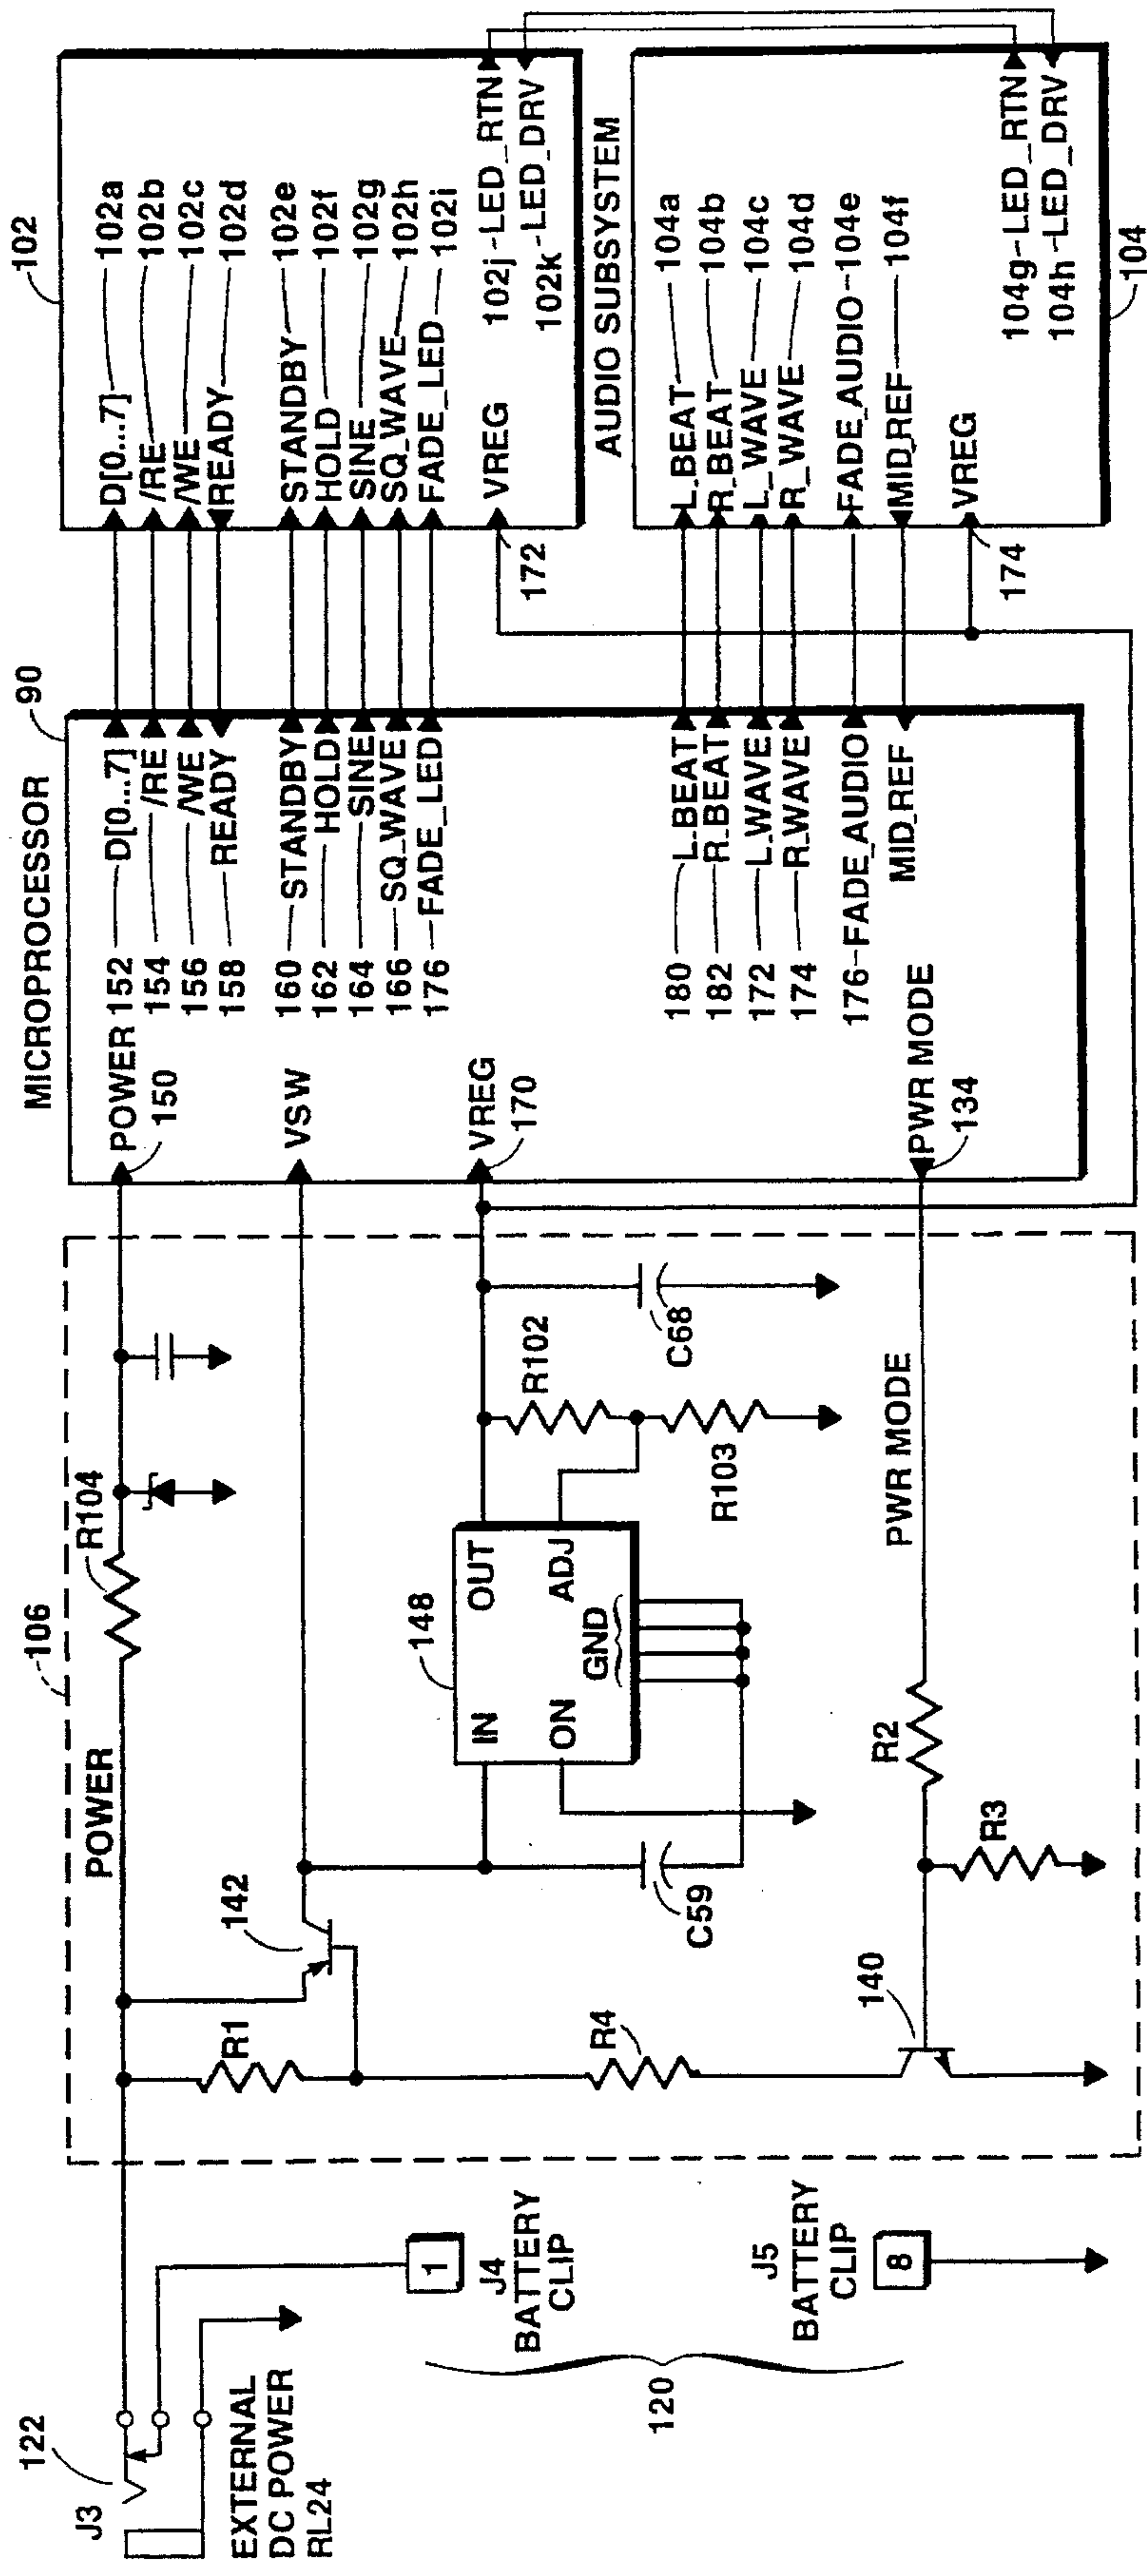 J3
122
EXTERNAL
DC POWER
RL24
1
J4
BATTERY
CLIP
J5
BATTERY
CLIP
8
120
106
POWER
R104
R1
142
R4
140
R2
R3
C59
148
IN
OUT
ON
ADJ
GND
R102
R103
C68
PWR MODE
MICROPROCESSOR
90
POWER
150
VSW
VREG
170
PWR MODE
134
152 D[0...7]
154 /RE
156 /WE
158 READY
160 STANDBY
162 HOLD
164 SINE
166 SQ_WAVE
176 FADE_LED
180 L_BEAT
182 R_BEAT
172 L_WAVE
174 R_WAVE
176 FADE_AUDIO
MID_REF
102
D[0...7] 102a
/RE 102b
/WE 102c
READY 102d
STANDBY 102e
HOLD 102f
SINE 102g
SQ_WAVE 102h
FADE_LED 102i
VREG
172
102j LED_RTN
102k LED_DRV
AUDIO SUBSYSTEM
L_BEAT 104a
R_BEAT 104b
L_WAVE 104c
R_WAVE 104d
FADE_AUDIO 104e
MID_REF 104f
VREG
174
104g LED_RTN
104h LED_DRV
104